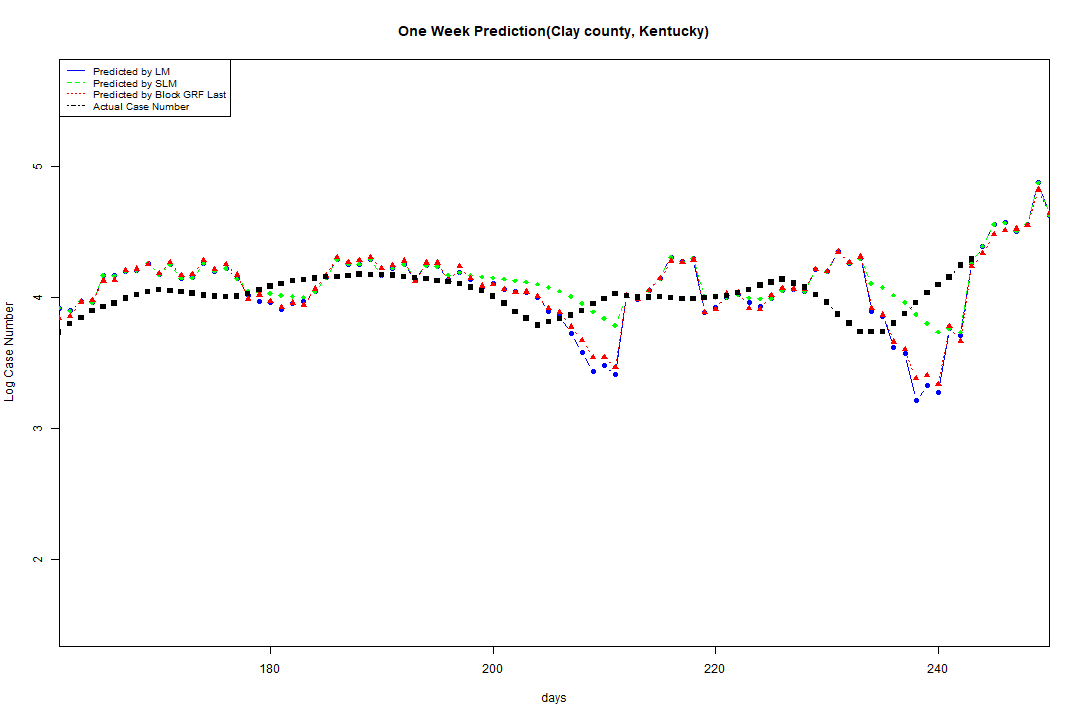 One Week Prediction(Clay county, Kentucky)
Predicted by LM
Predicted by SLM
Predicted by Block GRF Last
Actual Case Number
5
4
3
2
Log Case Number
180 200 220 240
days